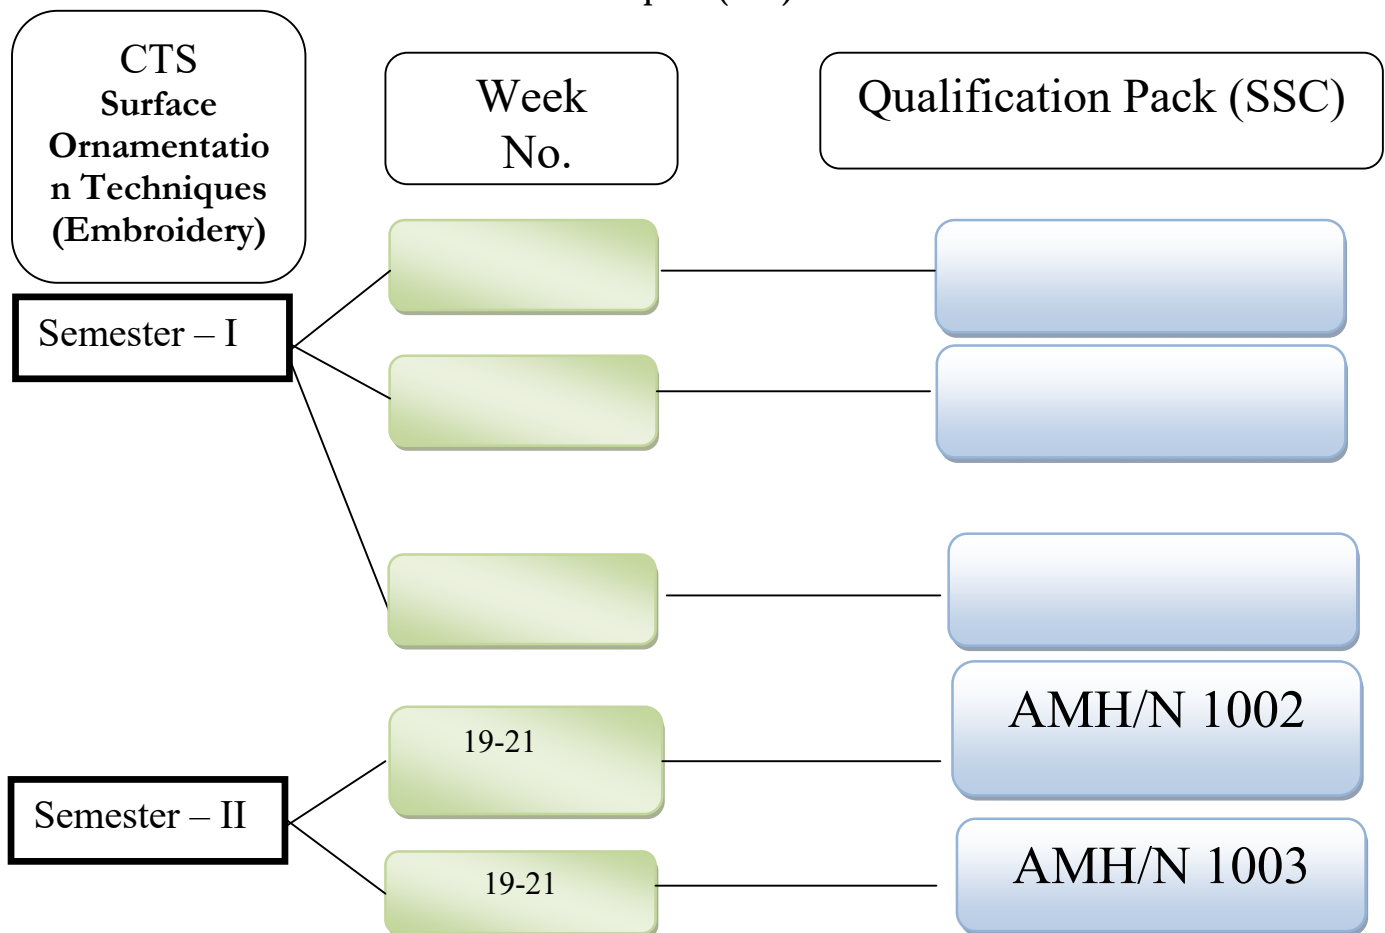 CTS
Surface
Ornamentatio
n Techniques
(Embroidery)
Week
No.
Qualification Pack (SSC)
Semester – I
19-21
AMH/N 1002
Semester – II
19-21
AMH/N 1003